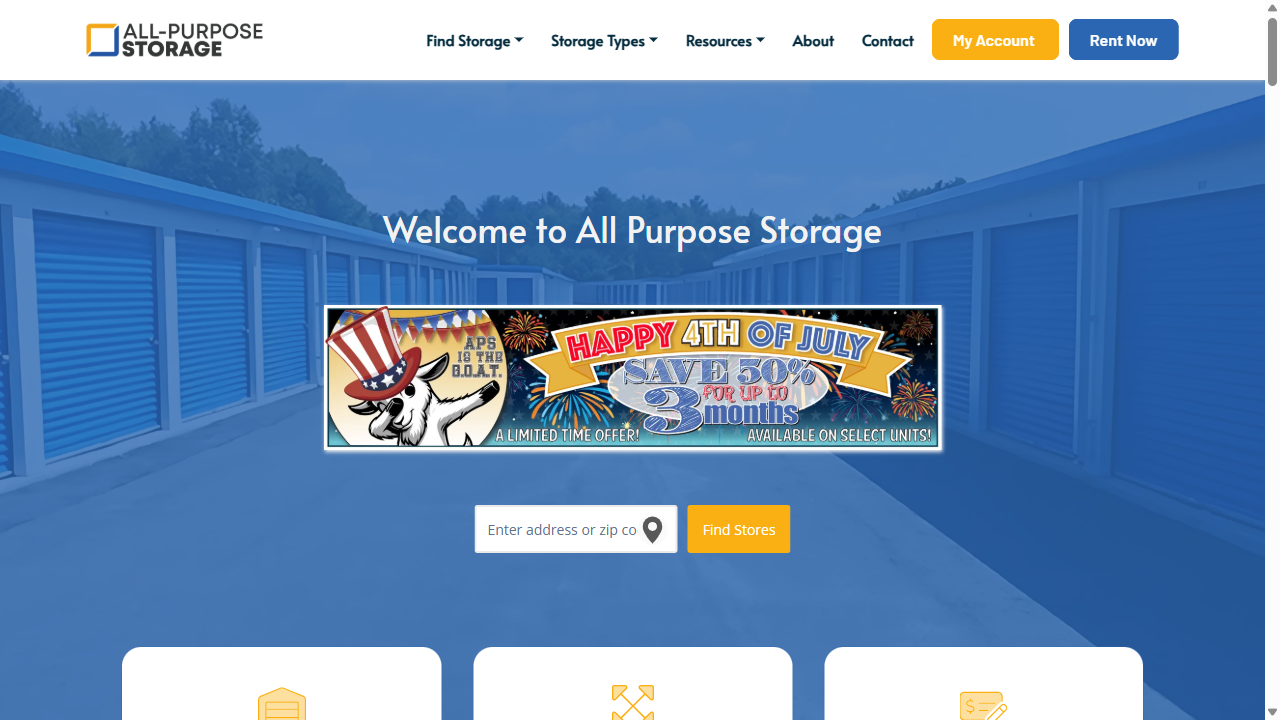 ALL-PURPOSE
STORAGE
Find Storage
Storage Types
Resources
About
Contact
My Account
Rent Now
Welcome to All Purpose Storage
APS
IS THE
G.O.A.T.
HAPPY 4TH OF JULY
SAVE 50%
FOR UP TO
3 months
A LIMITED TIME OFFER!
AVAILABLE ON SELECT UNITS!
Enter address or zip co
Find Stores
$